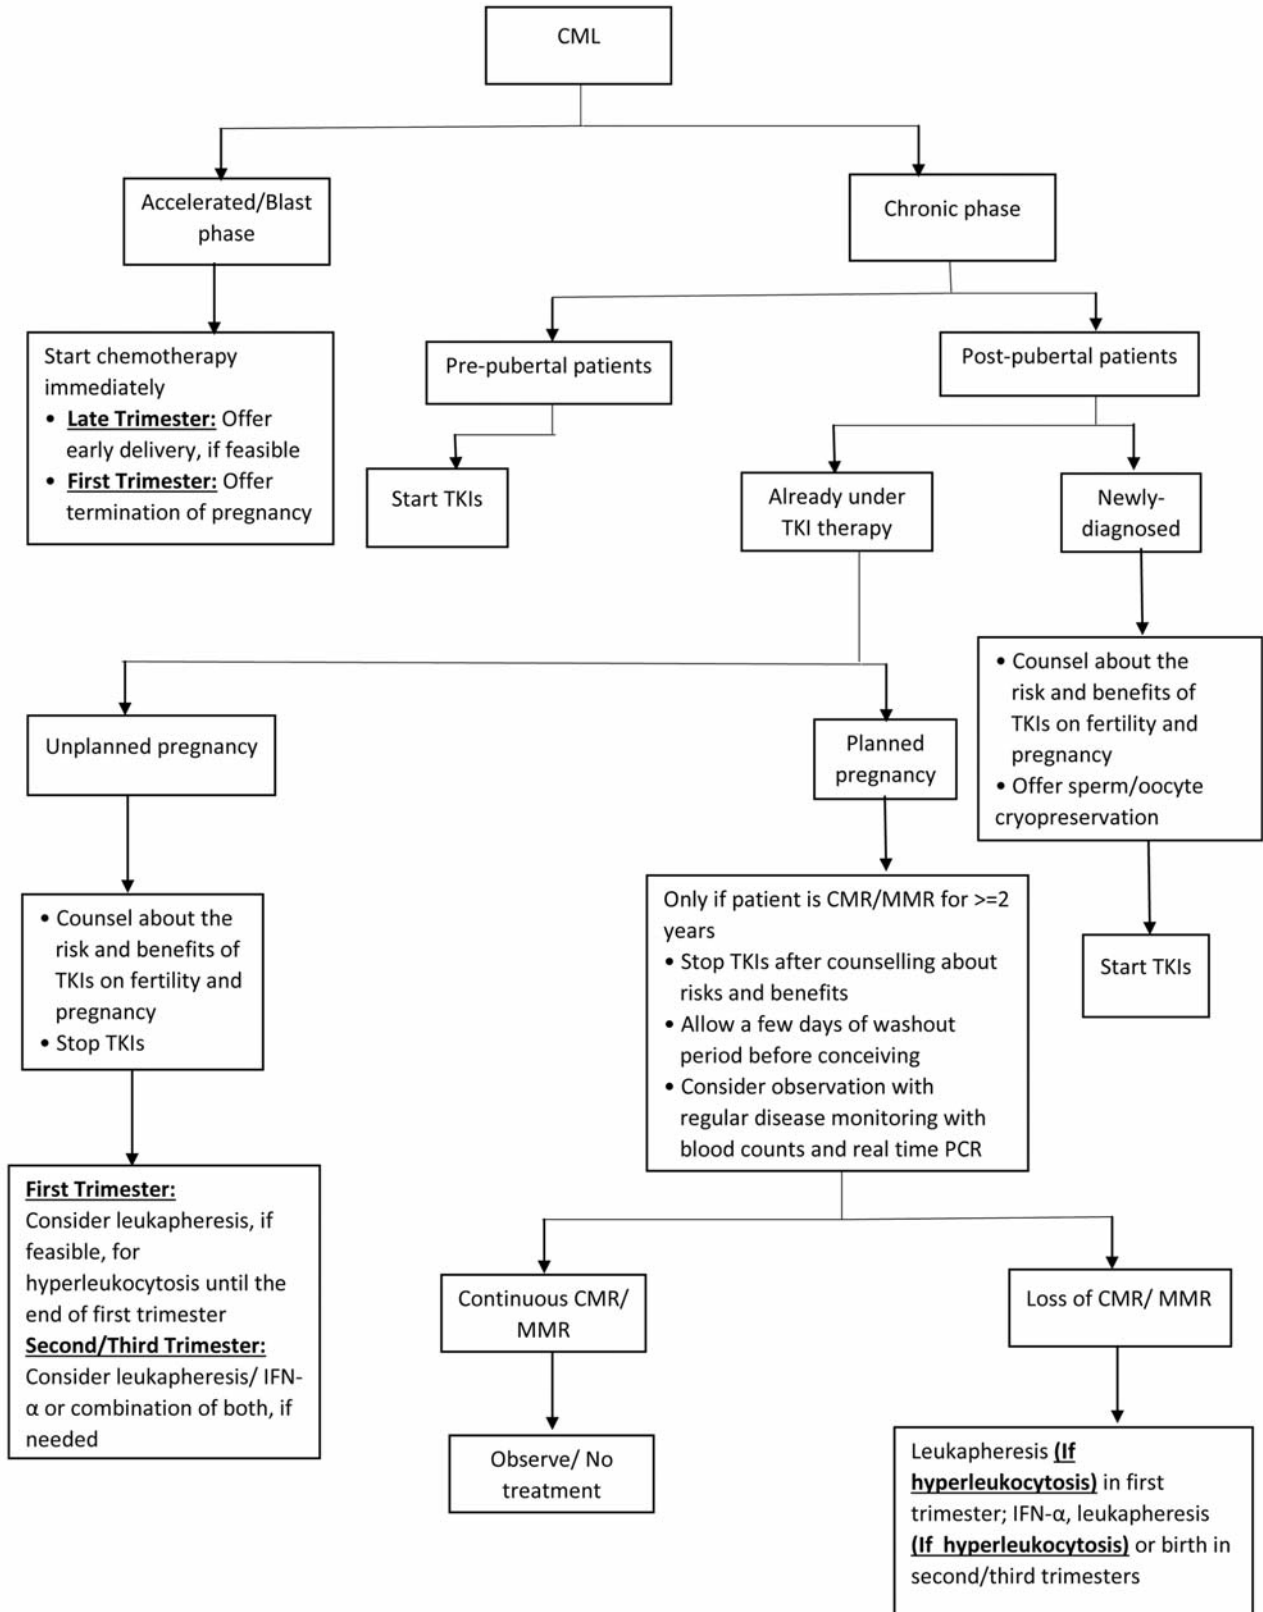 CML
Accelerated/Blast
phase
Chronic phase
Start chemotherapy
immediately
• Late Trimester: Offer
early delivery, if feasible
• First Trimester: Offer
termination of pregnancy
Pre-pubertal patients
Post-pubertal patients
Start TKIs
Already under
TKI therapy
Newly-
diagnosed
• Counsel about the
risk and benefits of
TKIs on fertility and
pregnancy
• Offer sperm/oocyte
cryopreservation
Start TKIs
Unplanned pregnancy
Planned
pregnancy
• Counsel about the
risk and benefits of
TKIs on fertility and
pregnancy
• Stop TKIs
Only if patient is CMR/MMR for >=2
years
• Stop TKIs after counselling about
risks and benefits
• Allow a few days of washout
period before conceiving
• Consider observation with
regular disease monitoring with
blood counts and real time PCR
First Trimester:
Consider leukapheresis, if
feasible, for
hyperleukocytosis until the
end of first trimester
Second/Third Trimester:
Consider leukapheresis/ IFN-
α or combination of both, if
needed
Continuous CMR/
MMR
Loss of CMR/ MMR
Observe/ No
treatment
Leukapheresis (If
hyperleukocytosis) in first
trimester; IFN-α, leukapheresis
(If hyperleukocytosis) or birth in
second/third trimesters